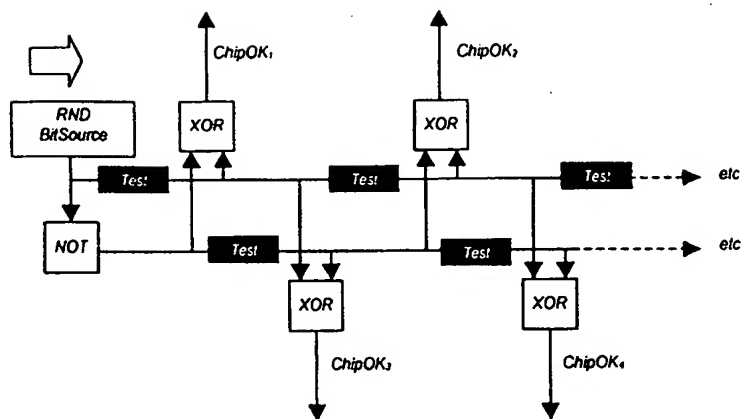 ChipOK₁
ChipOK₂
RND
BitSource
XOR
XOR
Test
Test
Test
etc
NOT
Test
Test
etc
XOR
XOR
ChipOK₃
ChipOK₄